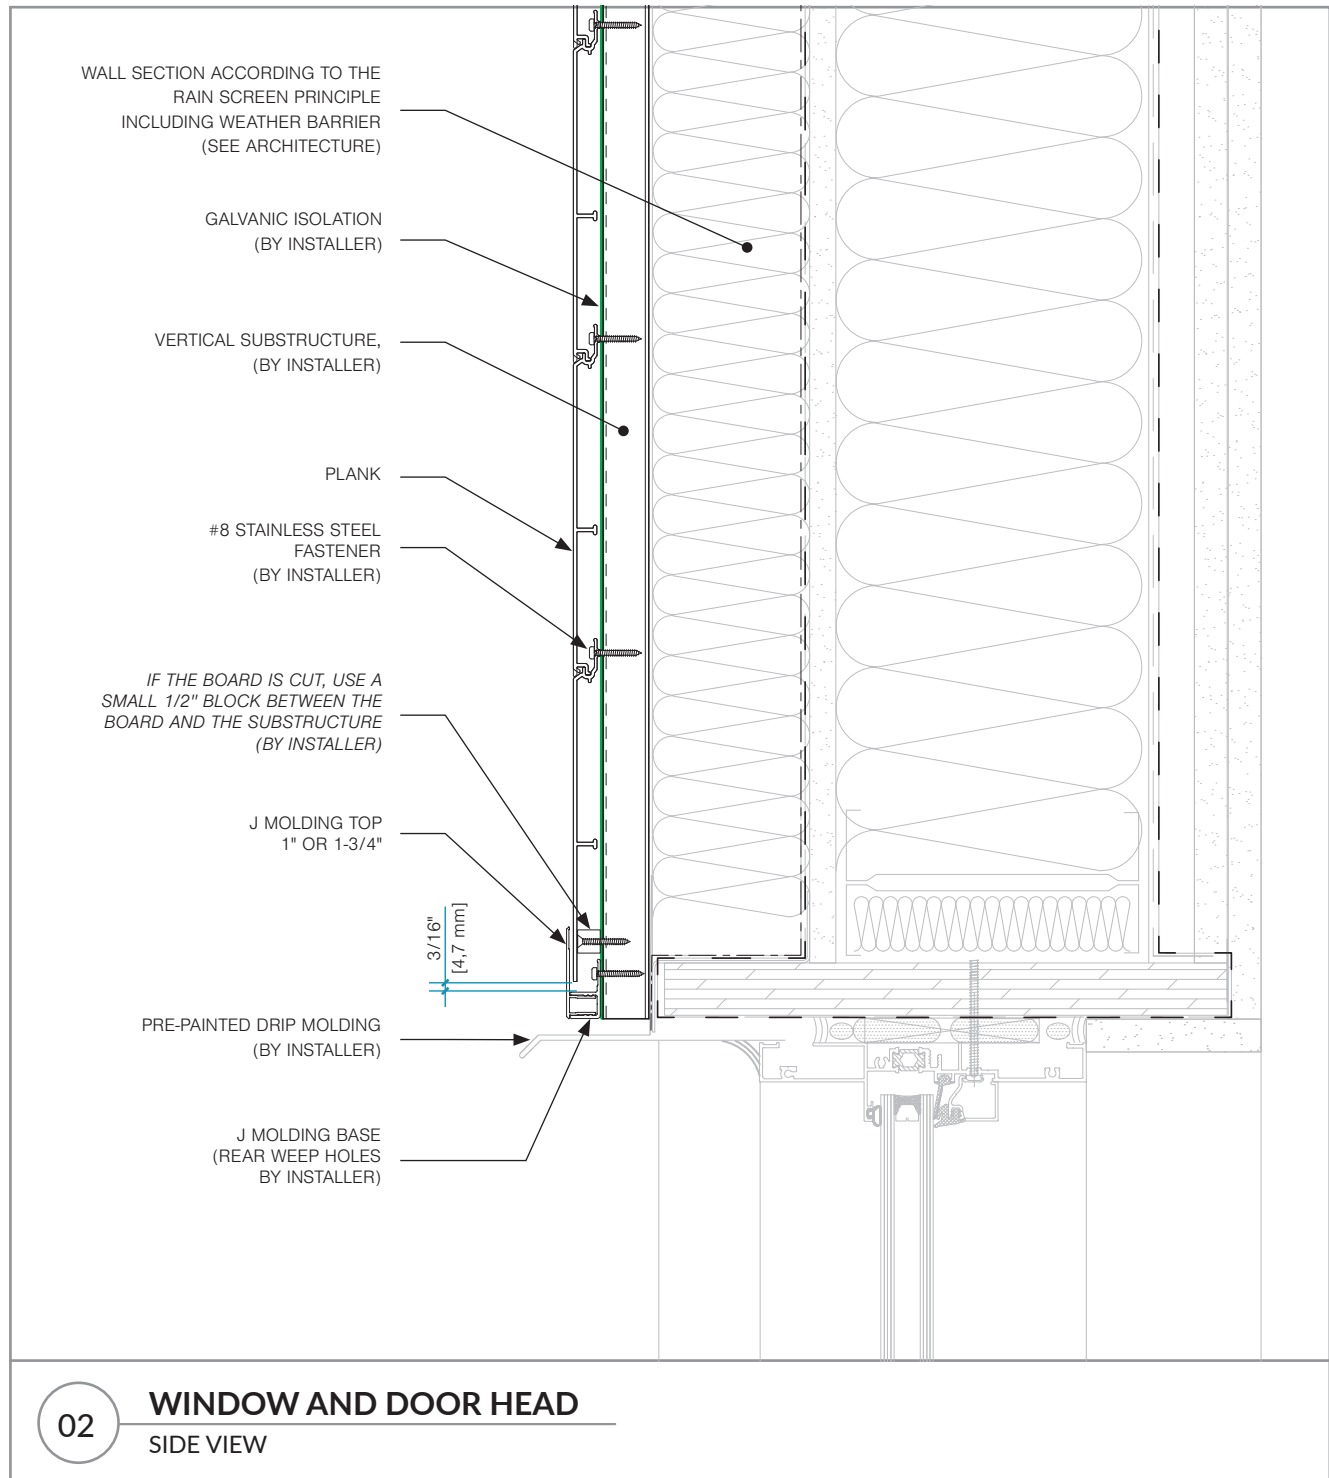 WALL SECTION ACCORDING TO THE
RAIN SCREEN PRINCIPLE
INCLUDING WEATHER BARRIER
(SEE ARCHITECTURE)
GALVANIC ISOLATION
(BY INSTALLER)
VERTICAL SUBSTRUCTURE,
(BY INSTALLER)
PLANK
#8 STAINLESS STEEL
FASTENER
(BY INSTALLER)
IF THE BOARD IS CUT, USE A
SMALL 1/2" BLOCK BETWEEN THE
BOARD AND THE SUBSTRUCTURE
(BY INSTALLER)
J MOLDING TOP
1" OR 1-3/4"
3/16"
[4,7 mm]
PRE-PAINTED DRIP MOLDING
(BY INSTALLER)
J MOLDING BASE
(REAR WEEP HOLES
BY INSTALLER)
02
WINDOW AND DOOR HEAD
SIDE VIEW